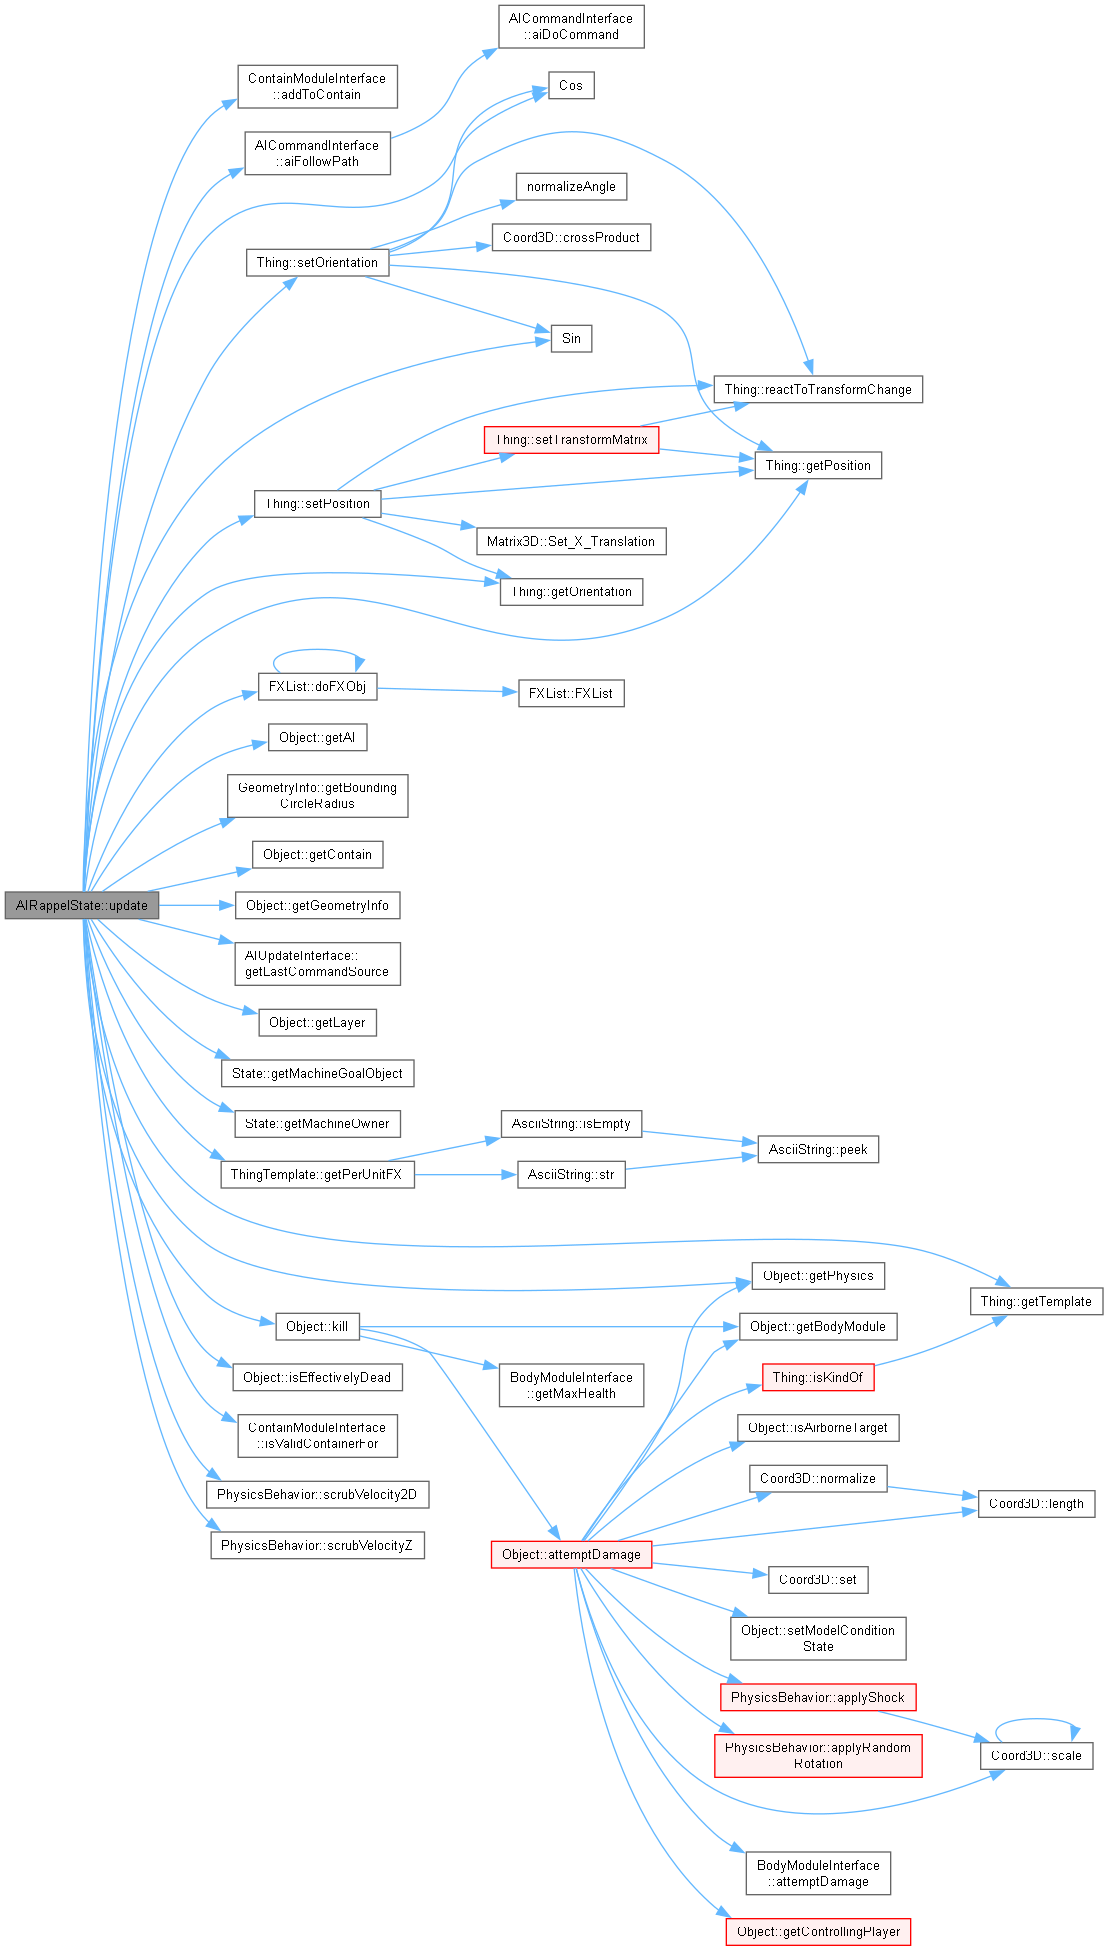 AICommandInterface
::aiDoCommand
ContainModuleInterface
::addToContain
Cos
AICommandInterface
::aiFollowPath
normalizeAngle
Coord3D::crossProduct
Thing::setOrientation
Sin
Thing::reactToTransformChange
Thing::setTransformMatrix
Thing::getPosition
Thing::setPosition
Matrix3D::Set_X_Translation
Thing::getOrientation
FXList::doFXObj
FXList::FXList
Object::getAI
GeometryInfo::getBounding
CircleRadius
Object::getContain
AIRappelState::update
Object::getGeometryInfo
AIUpdateInterface::
getLastCommandSource
Object::getLayer
State::getMachineGoalObject
State::getMachineOwner
AsciiString::isEmpty
AsciiString::peek
ThingTemplate::getPerUnitFX
AsciiString::str
Object::getPhysics
Thing::getTemplate
Object::kill
Object::getBodyModule
Object::isEffectivelyDead
BodyModuleInterface
::getMaxHealth
Thing::isKindOf
ContainModuleInterface
::isValidContainerFor
Object::isAirborneTarget
PhysicsBehavior::scrubVelocity2D
Coord3D::normalize
Coord3D::length
PhysicsBehavior::scrubVelocityZ
Object::attemptDamage
Coord3D::set
Object::setModelCondition
State
PhysicsBehavior::applyShock
PhysicsBehavior::applyRandom
Rotation
Coord3D::scale
BodyModuleInterface
::attemptDamage
Object::getControllingPlayer